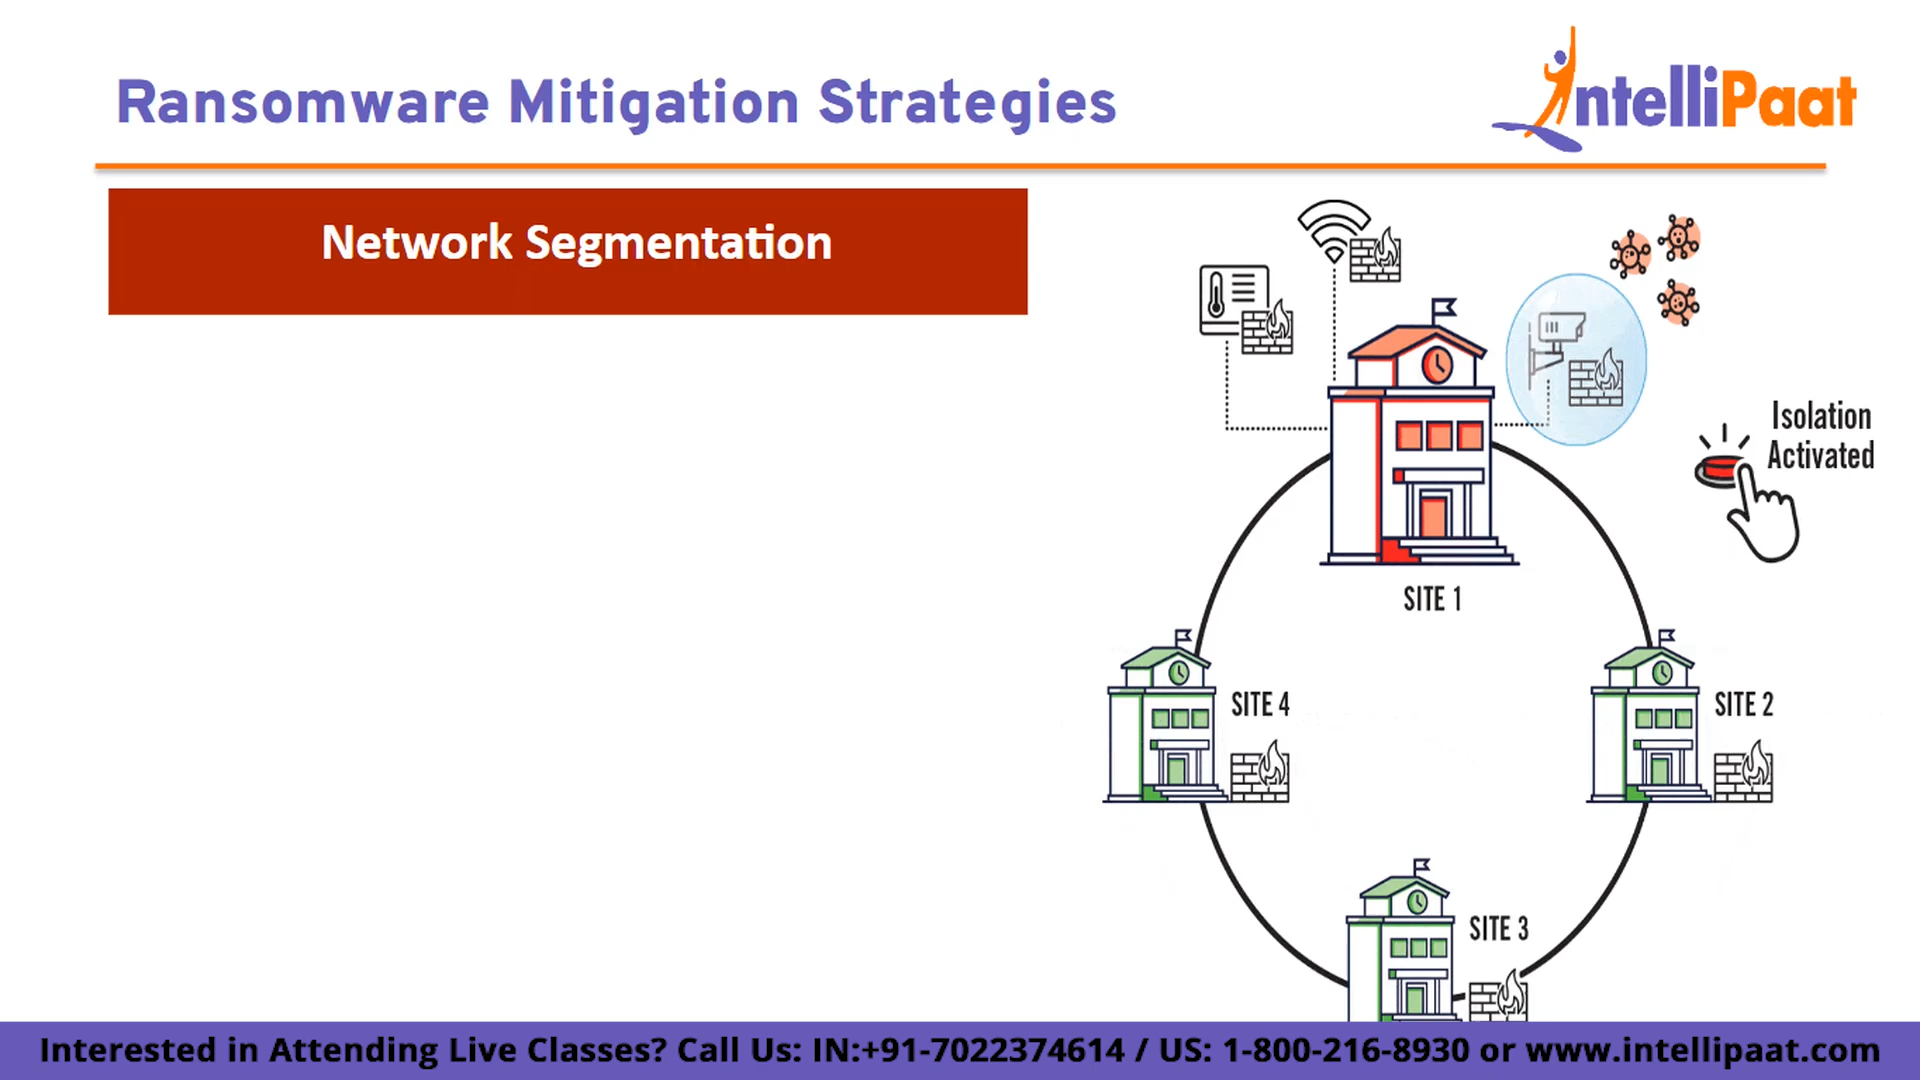 Ransomware Mitigation Strategies
IntelliPaat
Network Segmentation
Isolation
Activated
SITE 1
SITE 4
SITE 2
SITE 3
Interested in Attending Live Classes? Call Us: IN:+91-7022374614 / US: 1-800-216-8930 or www.intellipaat.com